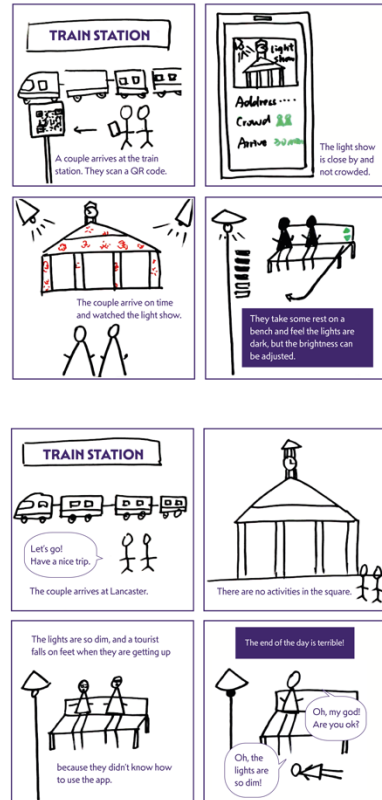 TRAIN STATION
A couple arrives at the train
station. They scan a QR code.
light
show
Address ....
Crowd
Arrive 30 min
The light show
is close by and
not crowded.
The couple arrive on time
and watched the light show.
They take some rest on a
bench and feel the lights are
dark, but the brightness can
be adjusted.
TRAIN STATION
Let's go!
Have a nice trip.
The couple arrives at Lancaster.
There are no activities in the square.
The lights are so dim, and a tourist
falls on feet when they are getting up
because they didn't know how
to use the app.
The end of the day is terrible!
Oh, my god!
Are you ok?
Oh, the
lights are
so dim!